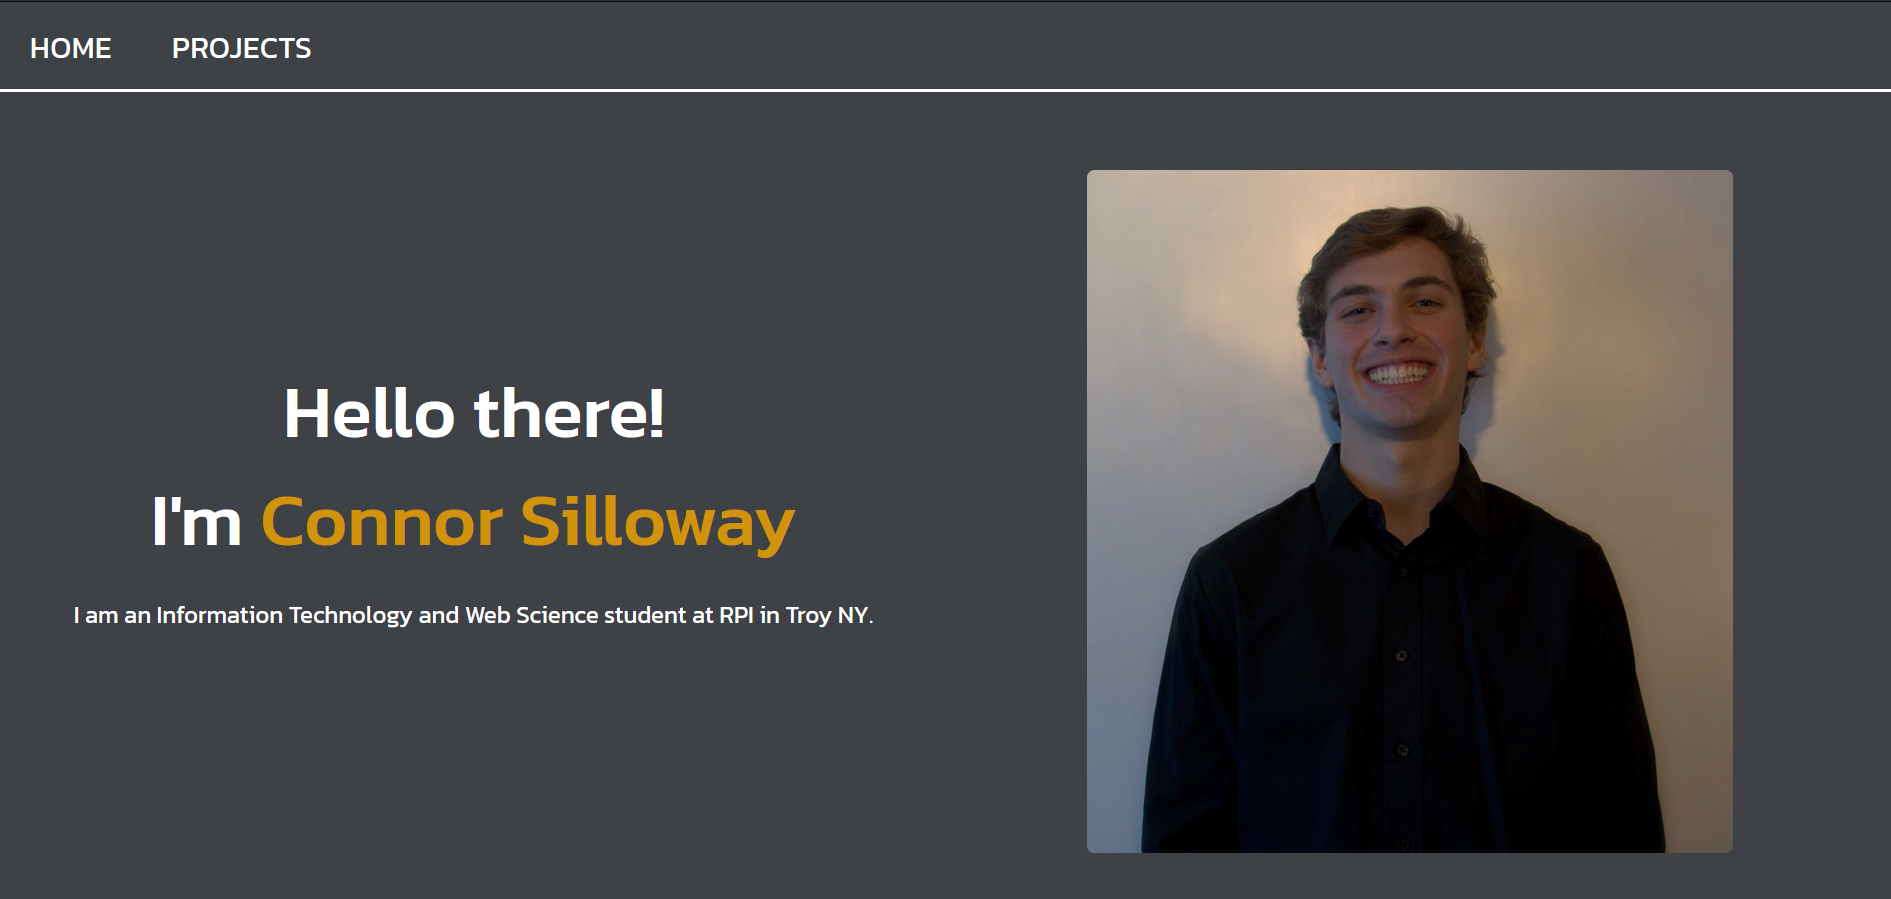 HOME PROJECTS
Hello there!
I'm Connor Silloway
I am an Information Technology and Web Science student at RPI in Troy NY.